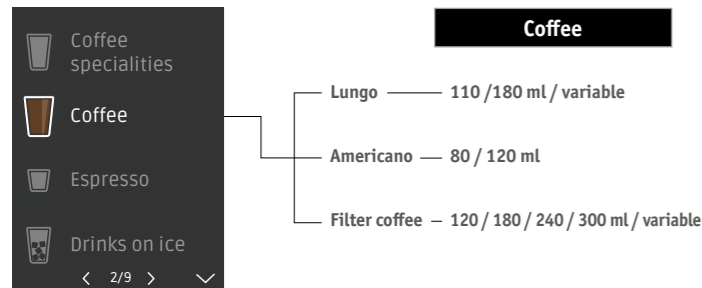 Coffee
specialities
Coffee
Espresso
Drinks on ice
< 2/9 >
Coffee
Lungo 110 /180 ml / variable
Americano 80 / 120 ml
Filter coffee 120 / 180 / 240 / 300 ml / variable